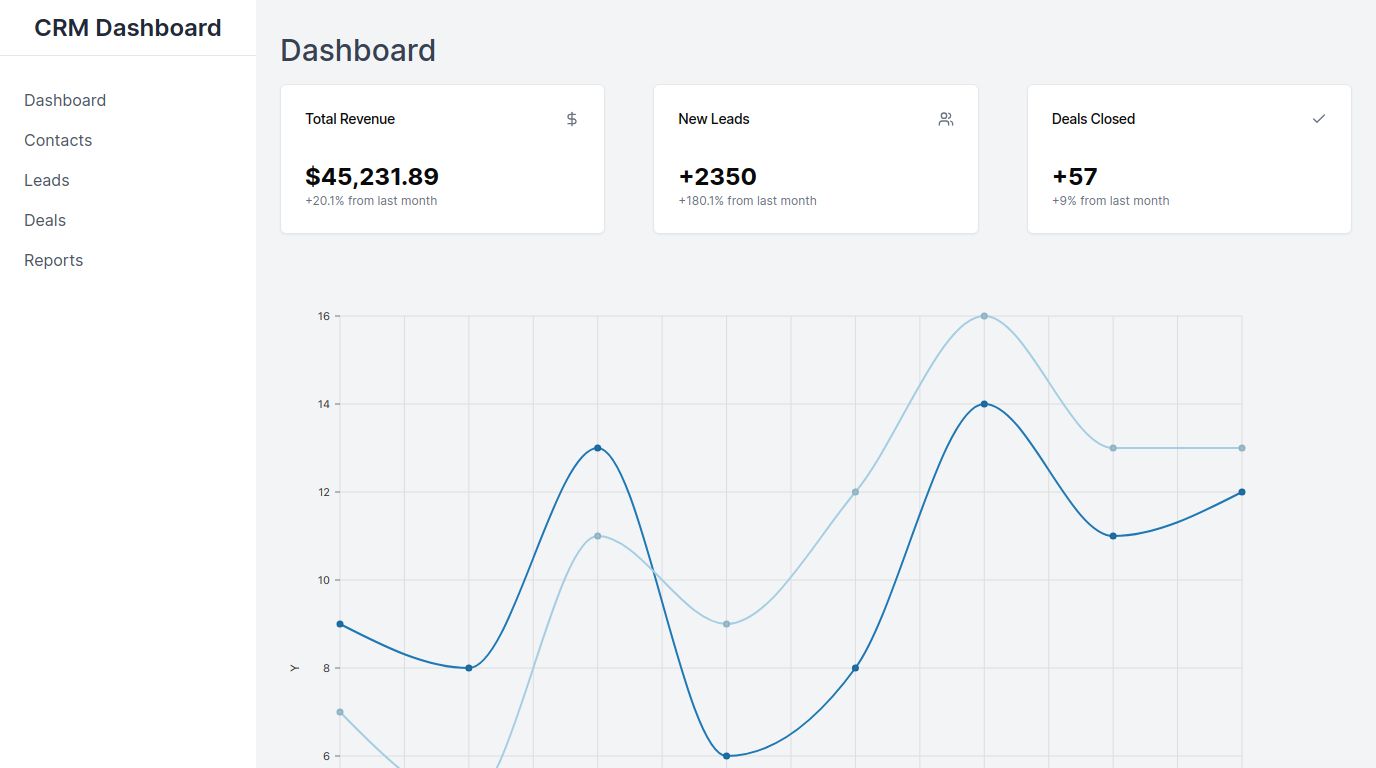 CRM Dashboard
Dashboard
Contacts
Leads
Deals
Reports
Dashboard
Total Revenue
$45,231.89
+20.1% from last month
New Leads
+2350
+180.1% from last month
Deals Closed
+57
+9% from last month
16
14
12
10
8
6
Y